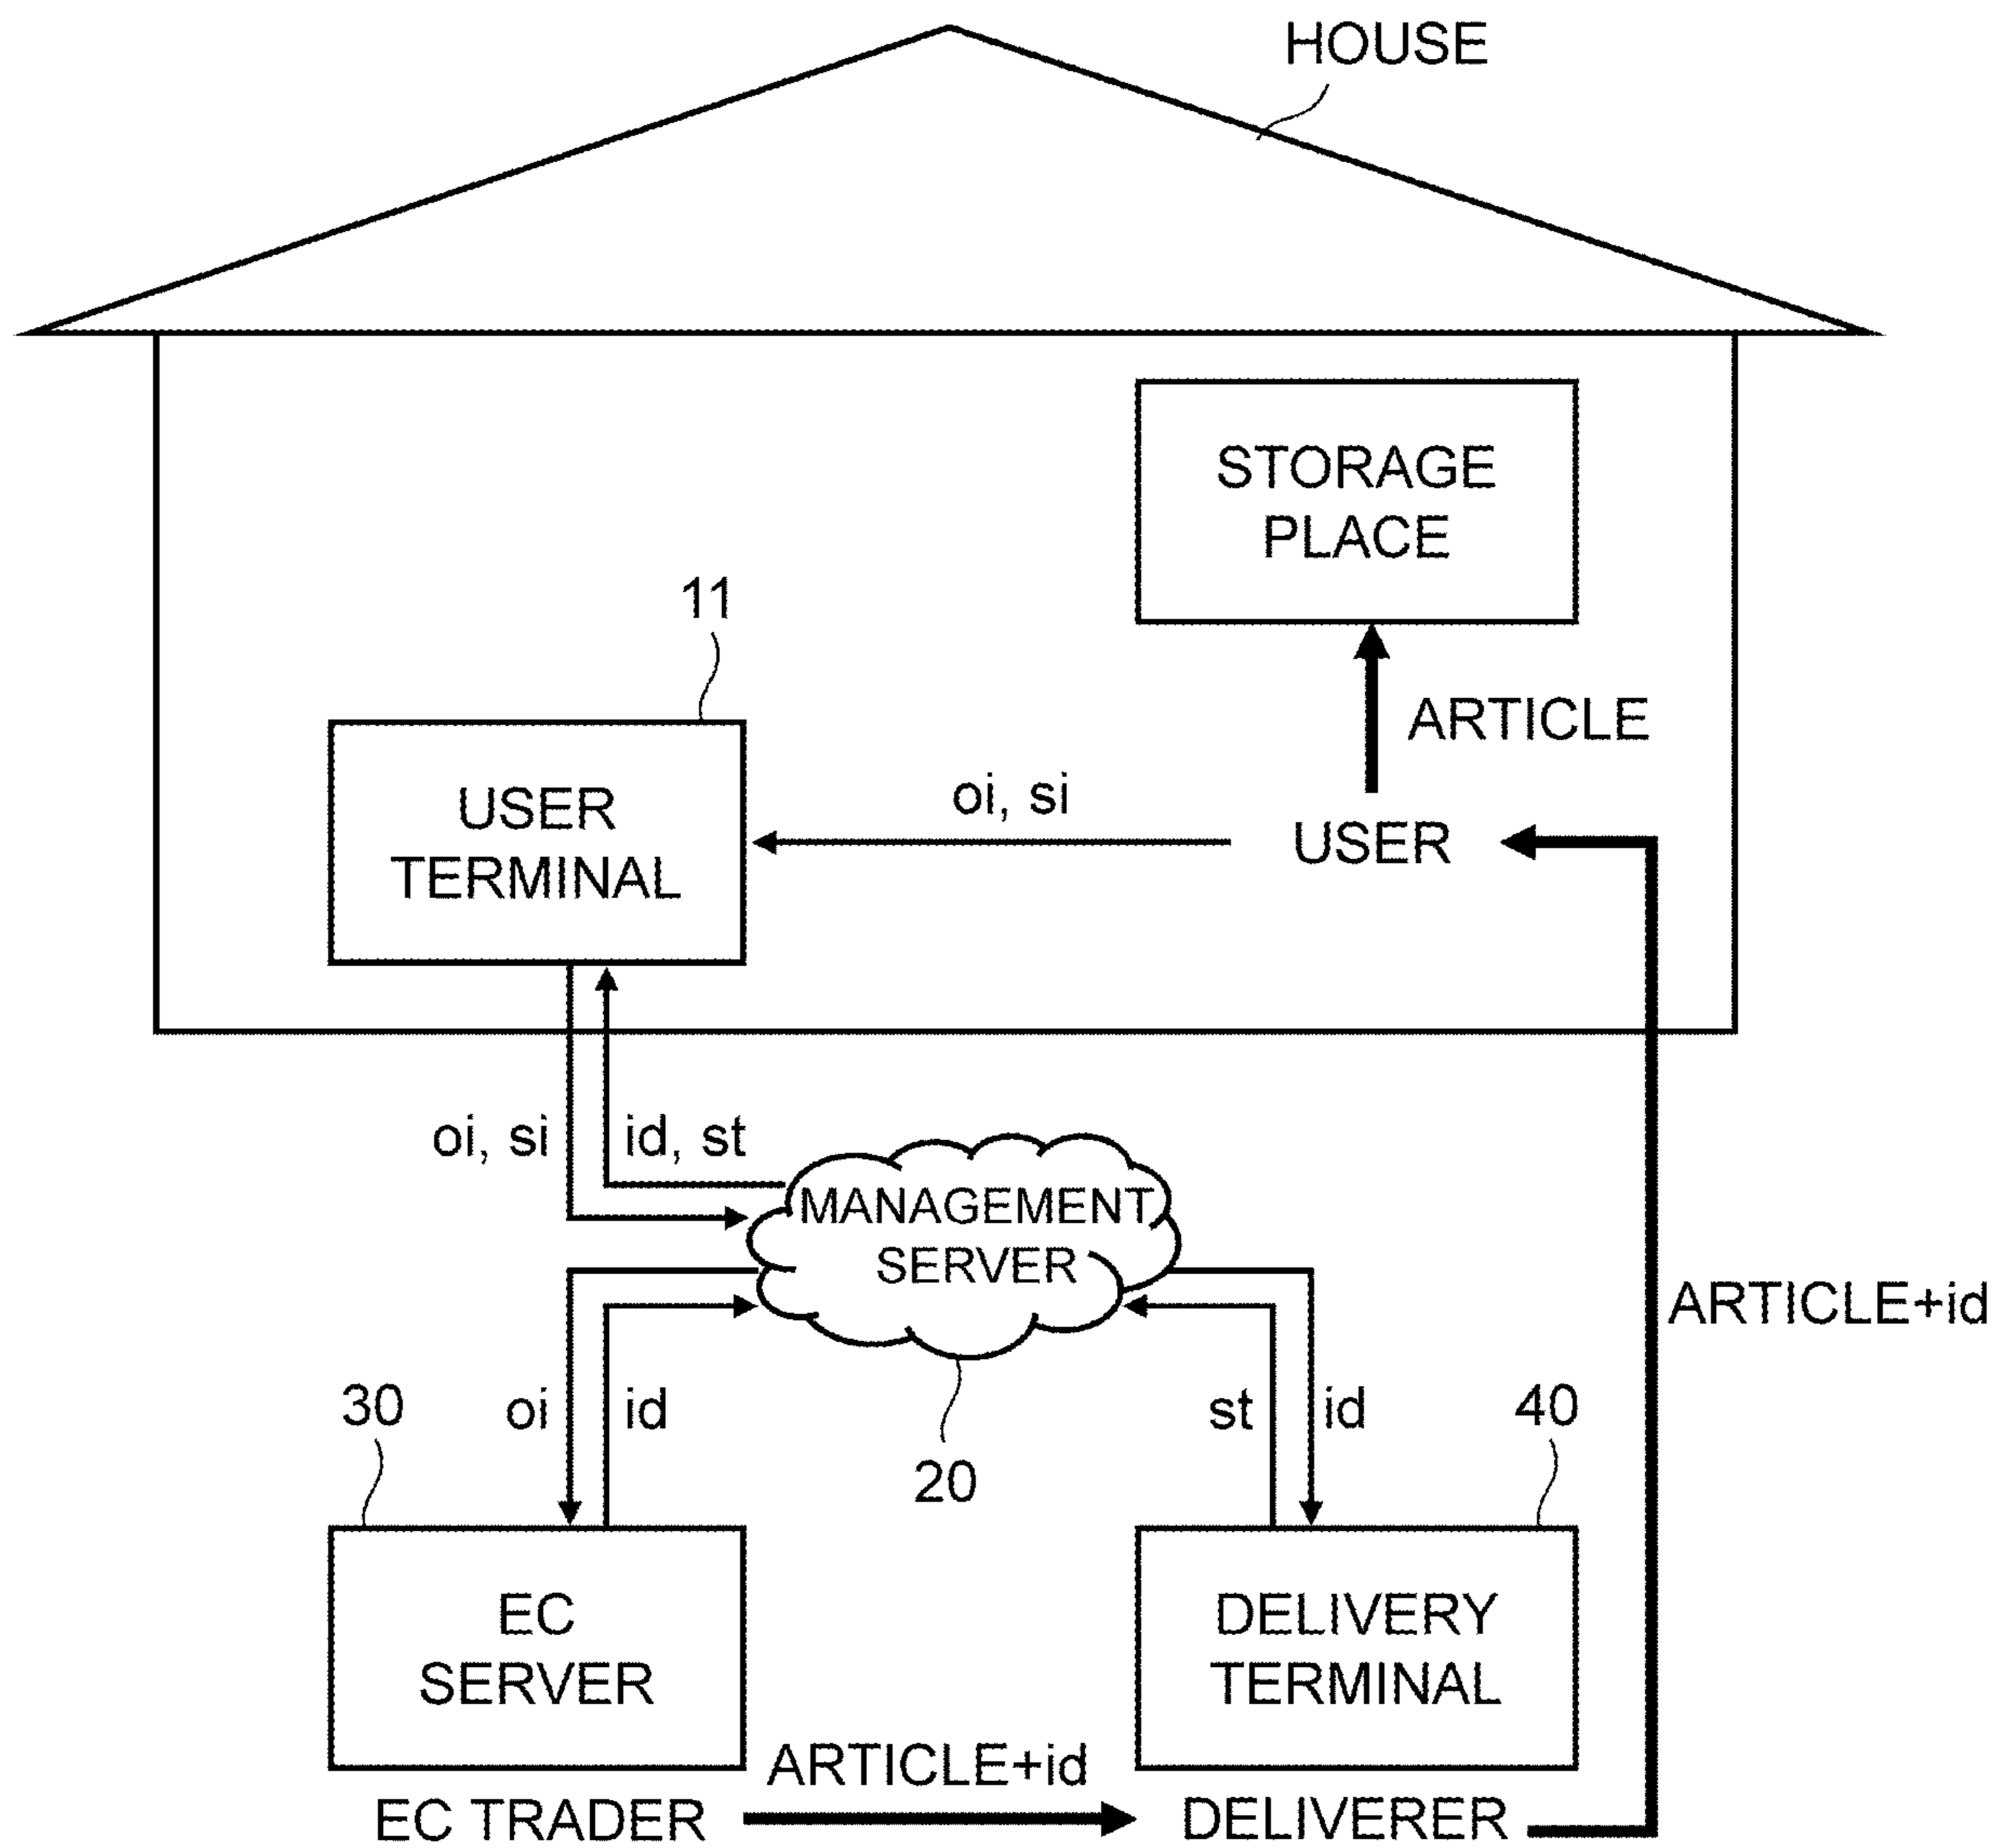 HOUSE
STORAGE
PLACE
11
ARTICLE
USER
TERMINAL
oi, si
USER
oi, si
id, st
MANAGEMENT
SERVER
ARTICLE+id
30
oi
id
20
st
id
40
EC
SERVER
DELIVERY
TERMINAL
ARTICLE+id
EC TRADER
DELIVERER